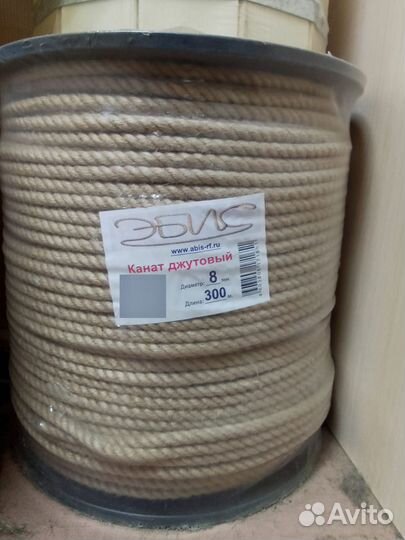 ЭБИС
www.abis-rf.ru
Канат джутовый
Диаметр: 8 мм.
Длина: 300 м.
Avito